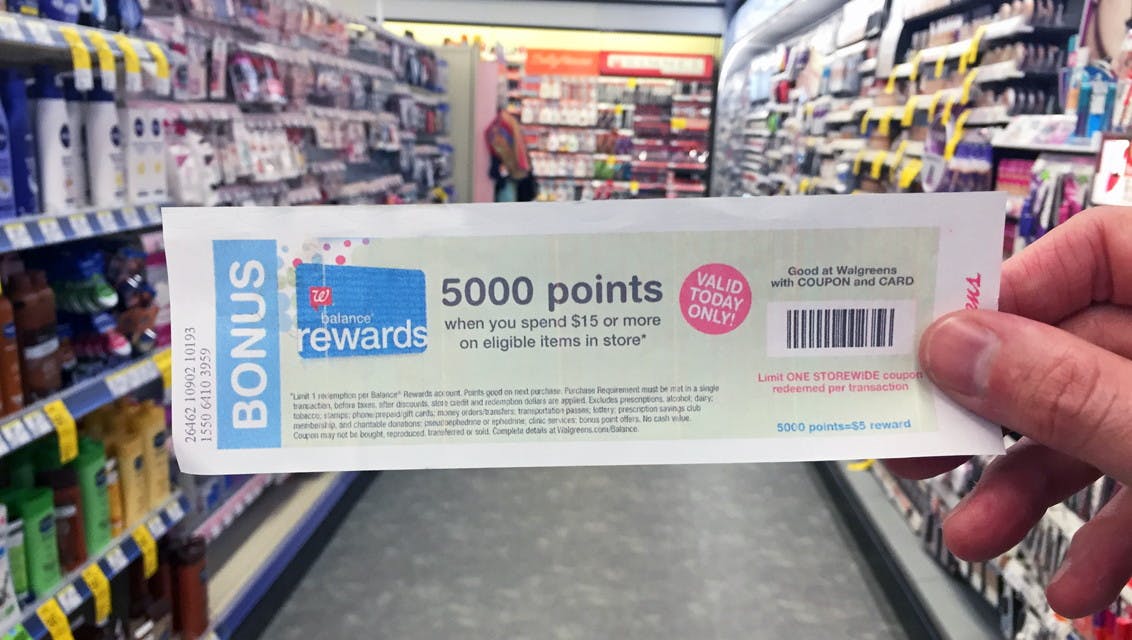 BONUS
26462 10902 10193
1550 6410 3959
W
balance®
rewards
5000 points
when you spend $15 or more
on eligible items in store*
VALID
TODAY
ONLY!
Good at Walgreens
with COUPON and CARD
Limit ONE STOREWIDE coupon
redeemed per transaction
5000 points=$5 reward
*Limit 1 redemption per Balance® Rewards account. Points good on next purchase. Purchase Requirement must be met in a single
transaction, before taxes, after discounts, store credit and redemption dollars are applied. Excludes prescriptions, alcohol; dairy;
tobacco; stamps; phone/prepaid/gift cards; money orders/transfers; transportation passes; lottery; prescription savings club
membership, and charitable donations; pseudoephedrine or ephedrine; clinic services; bonus point offers. No cash value.
Coupon may not be bought, reproduced, transferred or sold. Complete details at Walgreens.com/Balance.
ens